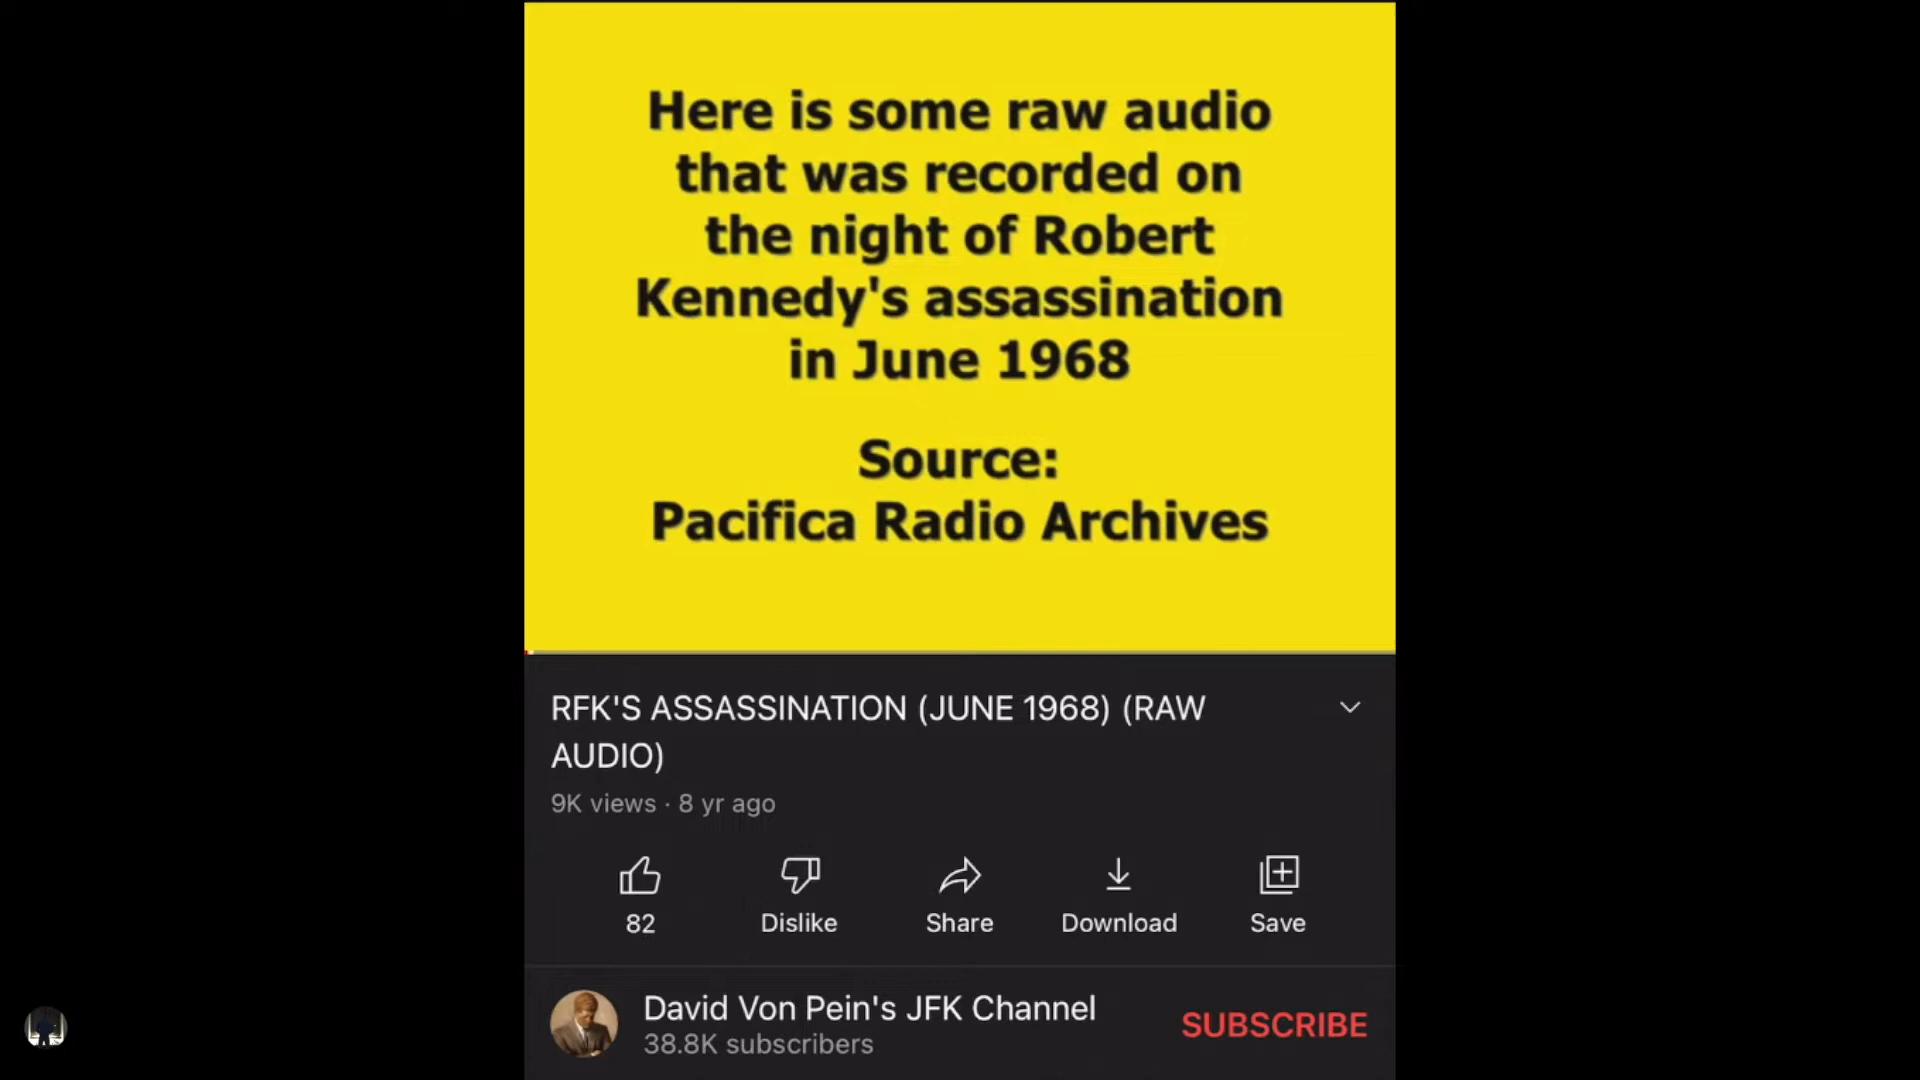 Here is some raw audio
that was recorded on
the night of Robert
Kennedy's assassination
in June 1968
Source:
Pacifica Radio Archives
RFK'S ASSASSINATION (JUNE 1968) (RAW
AUDIO)
9K views · 8 yr ago
82 Dislike Share Download Save
David Von Pein's JFK Channel
38.8K subscribers
SUBSCRIBE